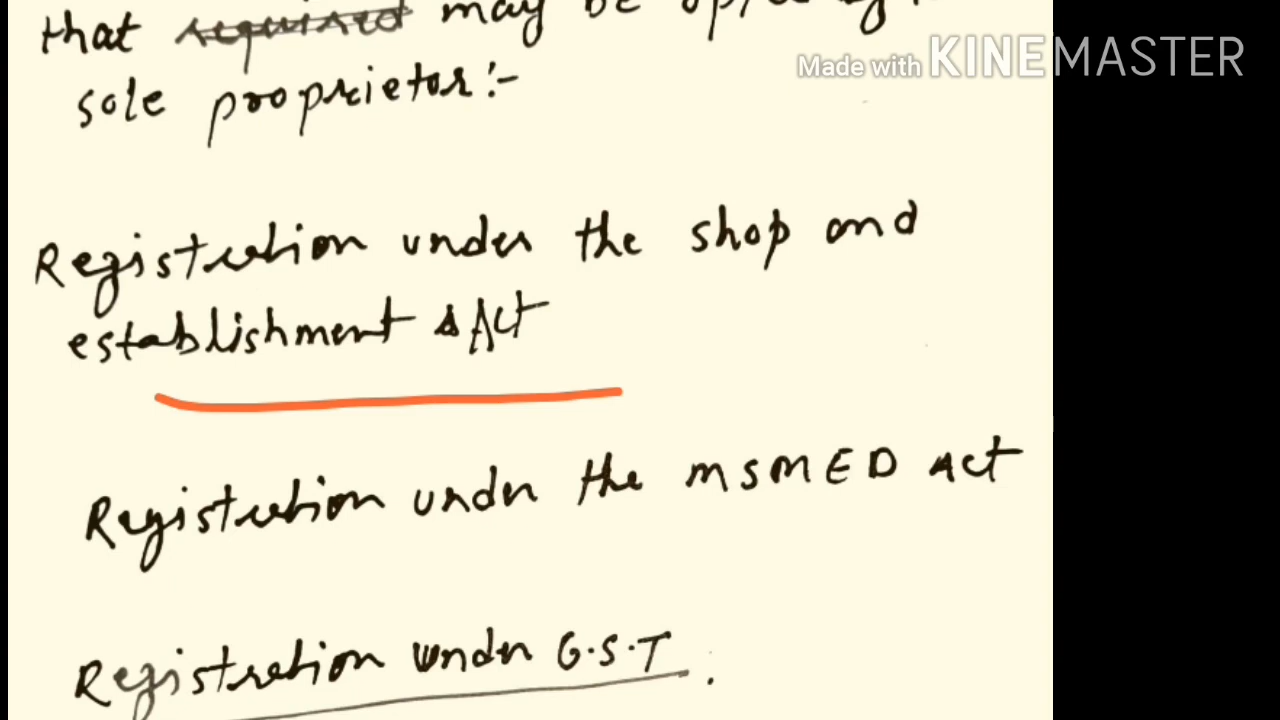 that required may be
sole proprietor:-
Made with KINEMASTER
Registration under the shop and
establishment Act
Registration under the MSMED Act
Registration under G.S.T.